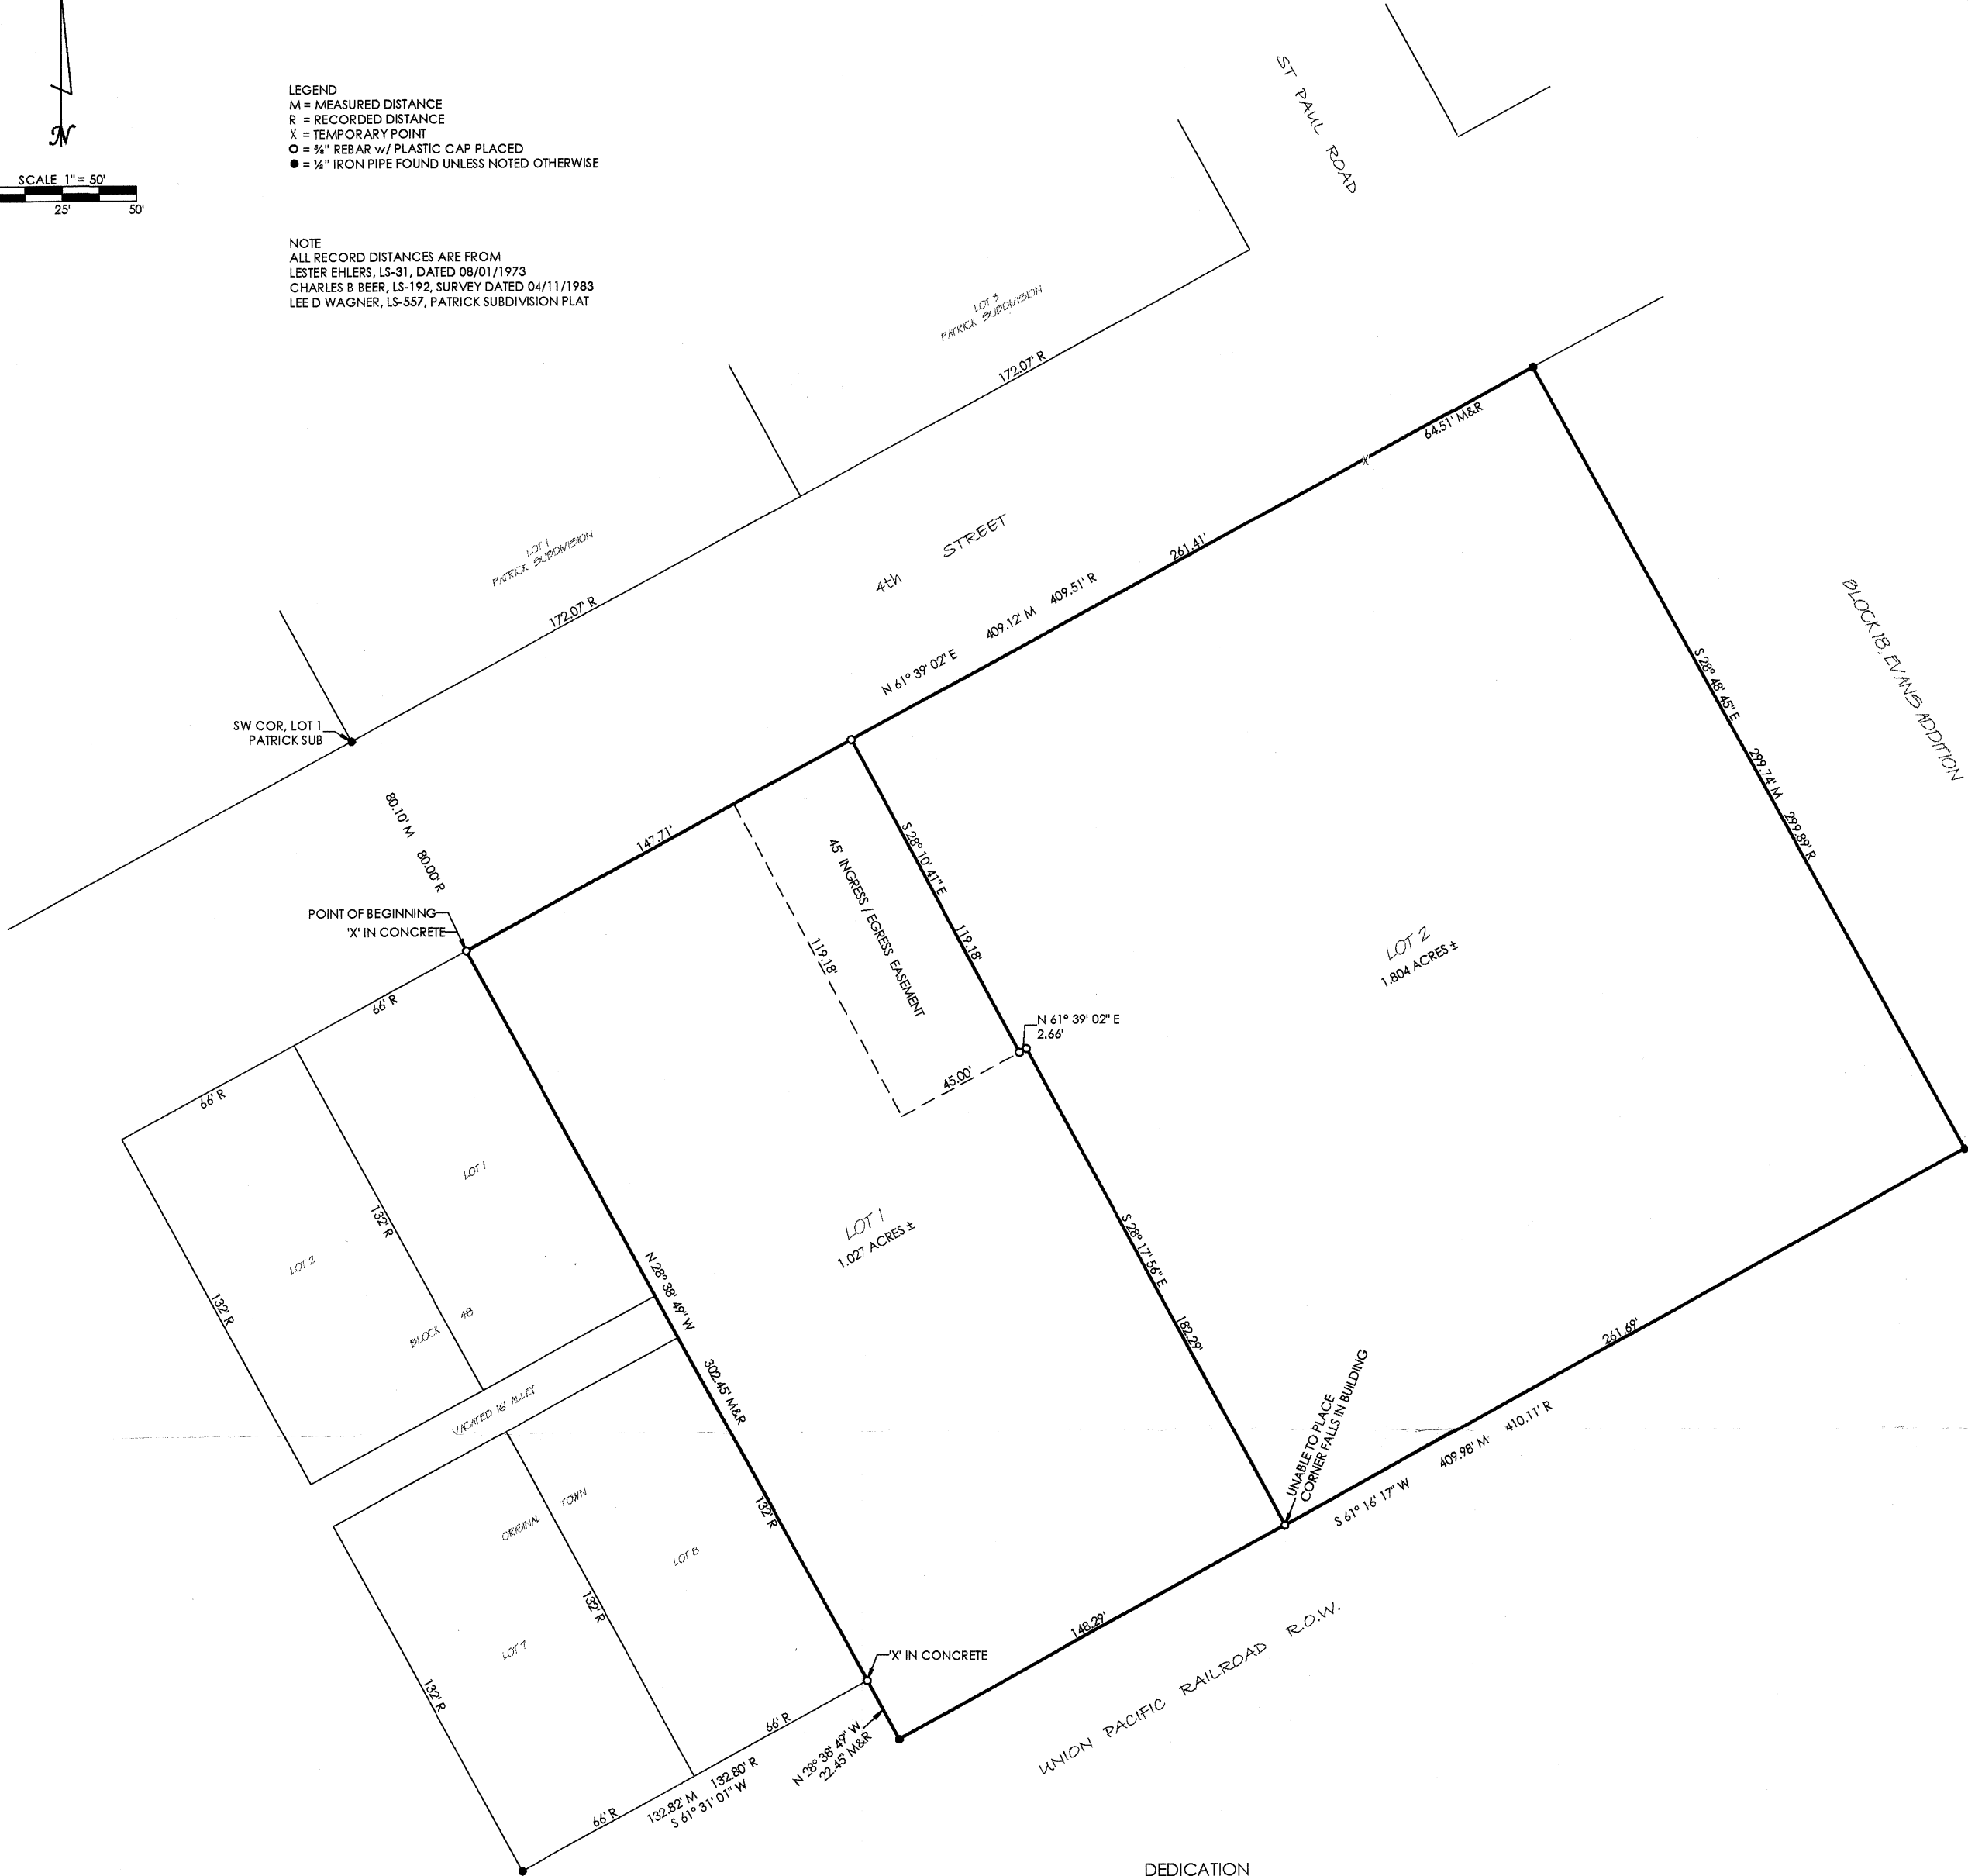 N
SCALE 1" = 50'
25'
50'
LEGEND
M = MEASURED DISTANCE
R = RECORDED DISTANCE
X = TEMPORARY POINT
O = ⅝" REBAR w/ PLASTIC CAP PLACED
● = ½" IRON PIPE FOUND UNLESS NOTED OTHERWISE
NOTE
ALL RECORD DISTANCES ARE FROM
LESTER EHLERS, LS-31, DATED 08/01/1973
CHARLES B BEER, LS-192, SURVEY DATED 04/11/1983
LEE D WAGNER, LS-557, PATRICK SUBDIVISION PLAT
ST PAUL ROAD
LOT 3
PATRICK SUBDIVISION
172.07' R
64.51' M&R
X
LOT 1
PATRICK SUBDIVISION
172.07' R
4th STREET
261.41'
N 61° 39' 02" E 409.12' M 409.51' R
BLOCK 18, EVANS ADDITION
S 28° 48' 45" E 299.74' M 299.89' R
SW COR, LOT 1
PATRICK SUB
80.10' M 80.00' R
147.71'
POINT OF BEGINNING
'X' IN CONCRETE
45' INGRESS / EGRESS EASEMENT
S 28° 10' 41" E 119.18'
119.18'
45.00'
N 61° 39' 02" E
2.66'
LOT 2
1.804 ACRES ±
66' R
66' R
LOT 1
132' R
LOT 2
132' R
BLOCK 48
LOT 1
1.027 ACRES ±
N 28° 38' 49" W 302.45' M&R
S 28° 17' 56" E 182.29'
261.69'
UNABLE TO PLACE
CORNER FALLS IN BUILDING
S 61° 16' 17" W 409.98' M 410.11' R
VACATED 16' ALLEY
ORIGINAL TOWN
132' R
LOT 8
132' R
LOT 7
132' R
148.29'
UNION PACIFIC RAILROAD R.O.W.
'X' IN CONCRETE
66' R
N 28° 38' 49" W
22.45' M&R
66' R
132.82' M 132.80' R
S 61° 31' 01" W
DEDICATION